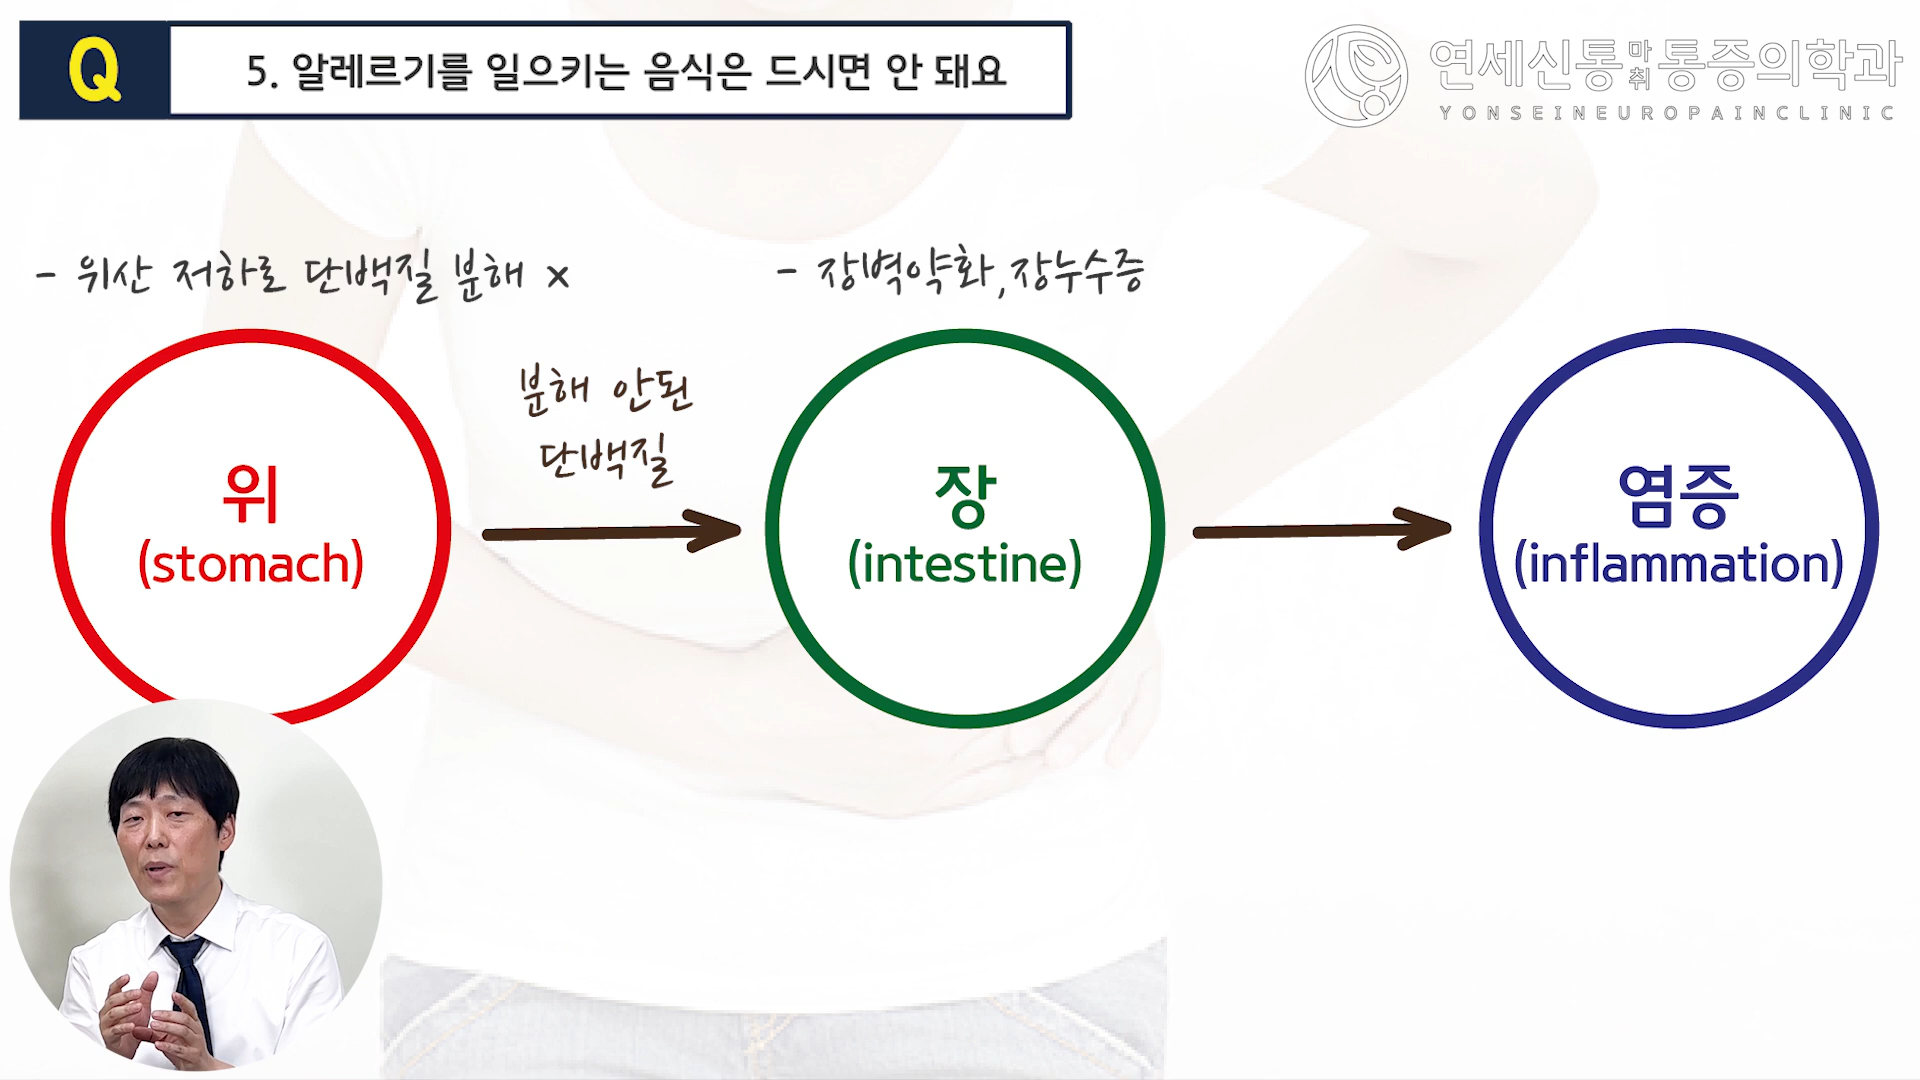 Q
5. 알레르기를 일으키는 음식은 드시면 안 돼요
연세신통마취통증의학과
YONSEINEUROPAINCLINIC
- 위산 저하로 단백질 분해 x
- 장벽약화,장누수증
분해 안된
단백질
위
(stomach)
장
(intestine)
염증
(inflammation)